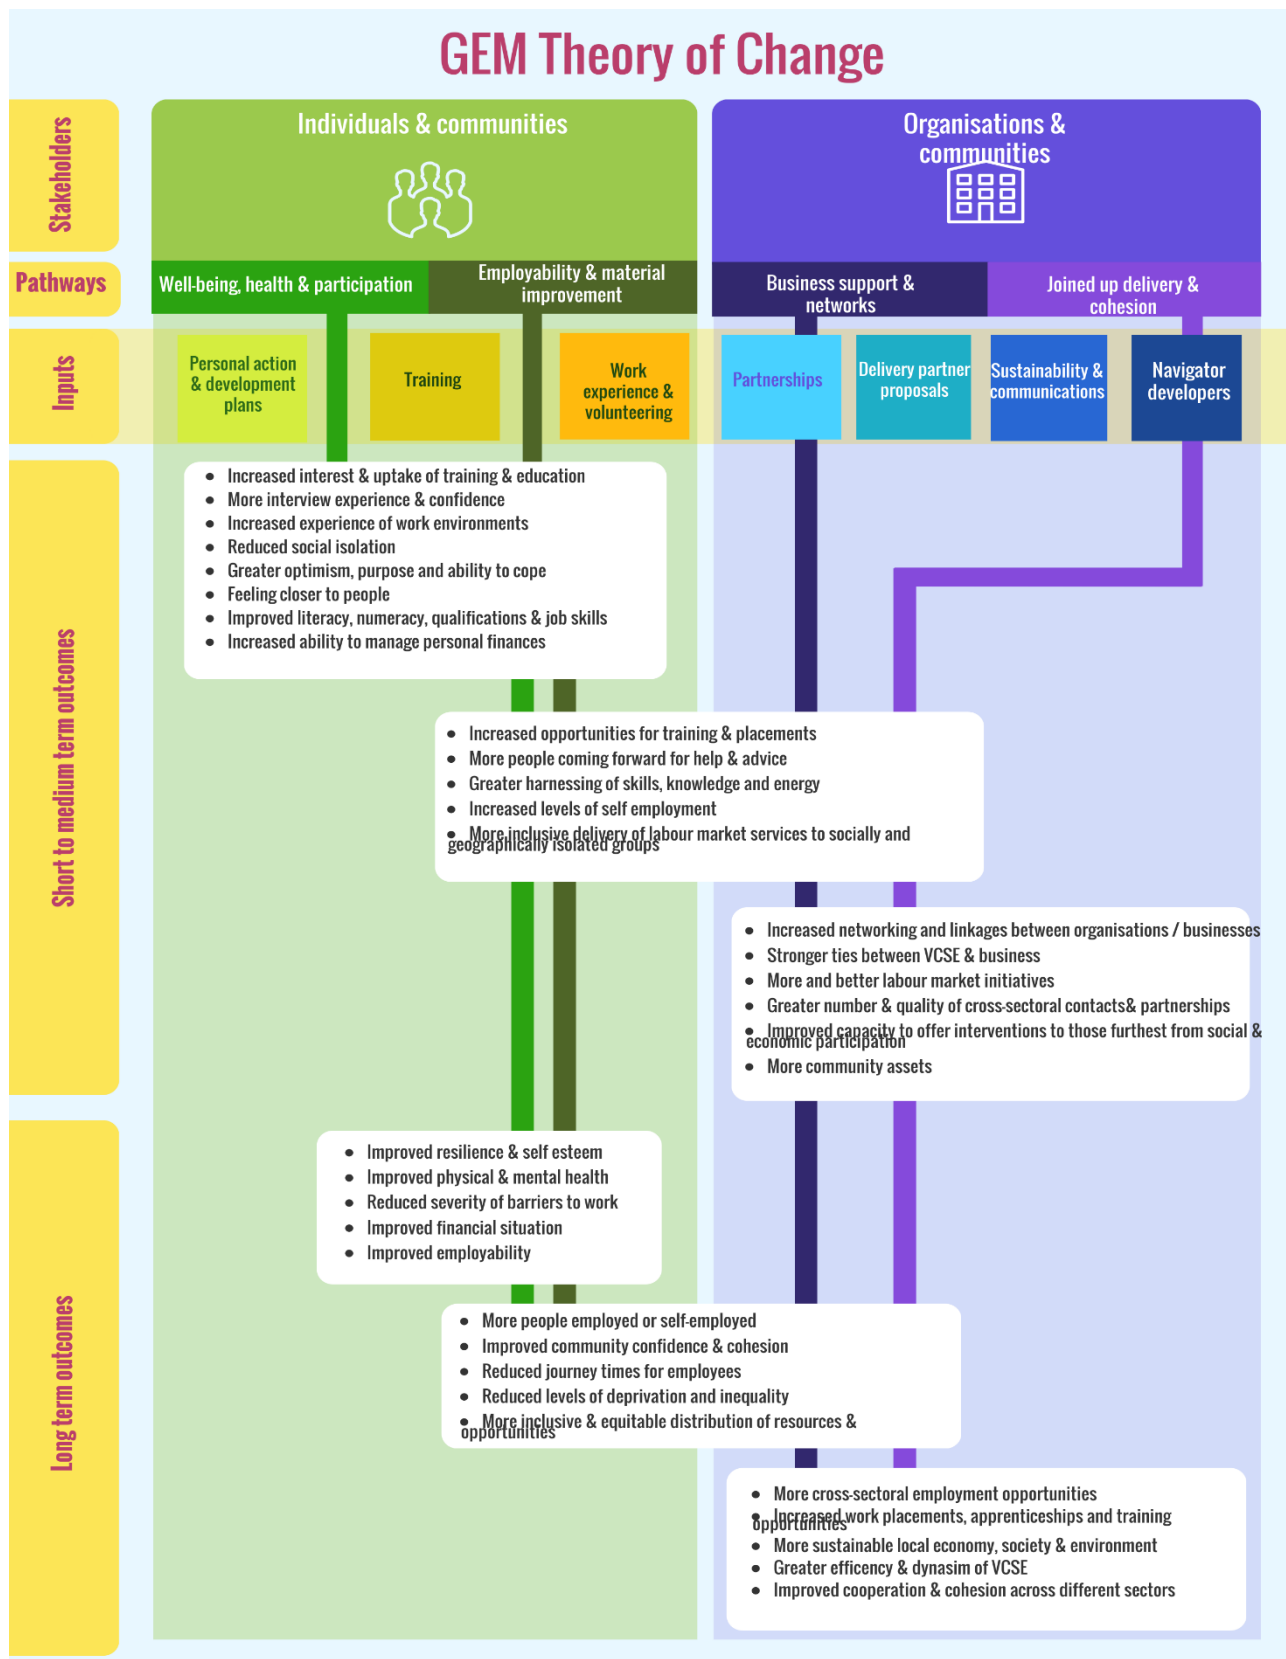 GEM Theory of Change
Stakeholders
Individuals & communities
Organisations &
communities
Pathways
Well-being, health & participation
Employability & material
improvement
Business support &
networks
Joined up delivery &
cohesion
Inputs
Personal action
& development
plans
Training
Work
experience &
volunteering
Partnerships
Delivery partner
proposals
Sustainability &
communications
Navigator
developers
Short to medium term outcomes
• Increased interest & uptake of training & education
• More interview experience & confidence
• Increased experience of work environments
• Reduced social isolation
• Greater optimism, purpose and ability to cope
• Feeling closer to people
• Improved literacy, numeracy, qualifications & job skills
• Increased ability to manage personal finances
• Increased opportunities for training & placements
• More people coming forward for help & advice
• Greater harnessing of skills, knowledge and energy
• Increased levels of self employment
• More inclusive delivery of labour market services to socially and
geographically isolated groups
• Increased networking and linkages between organisations / businesses
• Stronger ties between VCSE & business
• More and better labour market initiatives
• Greater number & quality of cross-sectoral contacts& partnerships
• Improved capacity to offer interventions to those furthest from social &
economic participation
• More community assets
Long term outcomes
• Improved resilience & self esteem
• Improved physical & mental health
• Reduced severity of barriers to work
• Improved financial situation
• Improved employability
• More people employed or self-employed
• Improved community confidence & cohesion
• Reduced journey times for employees
• Reduced levels of deprivation and inequality
• More inclusive & equitable distribution of resources &
opportunities
• More cross-sectoral employment opportunities
• Increased work placements, apprenticeships and training
opportunities
• More sustainable local economy, society & environment
• Greater efficency & dynasim of VCSE
• Improved cooperation & cohesion across different sectors